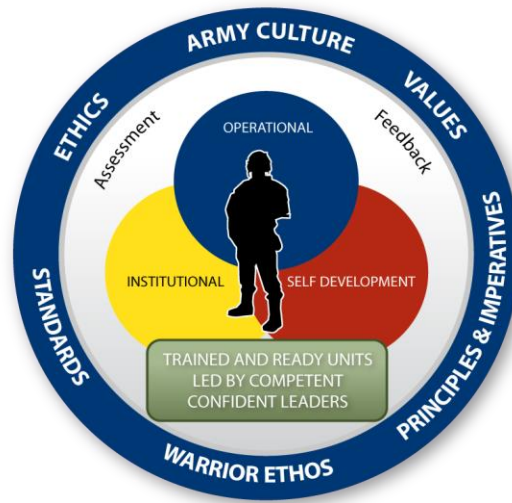 ARMY CULTURE
ETHICS
VALUES
Assessment
Feedback
OPERATIONAL
INSTITUTIONAL
SELF DEVELOPMENT
STANDARDS
PRINCIPLES & IMPERATIVES
TRAINED AND READY UNITS
LED BY COMPETENT
CONFIDENT LEADERS
WARRIOR ETHOS